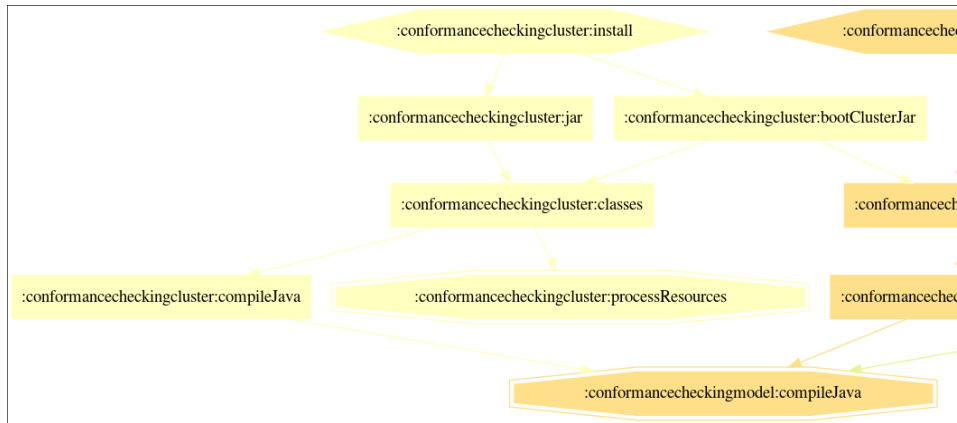 :conformancecheckingcluster:install
:conformancecheckingcluster:jar
:conformancecheckingcluster:bootClusterJar
:conformancecheckingcluster:classes
:conformancecheckingcluster:compileJava
:conformancecheckingcluster:processResources
:conformancecheckingmodel:compileJava